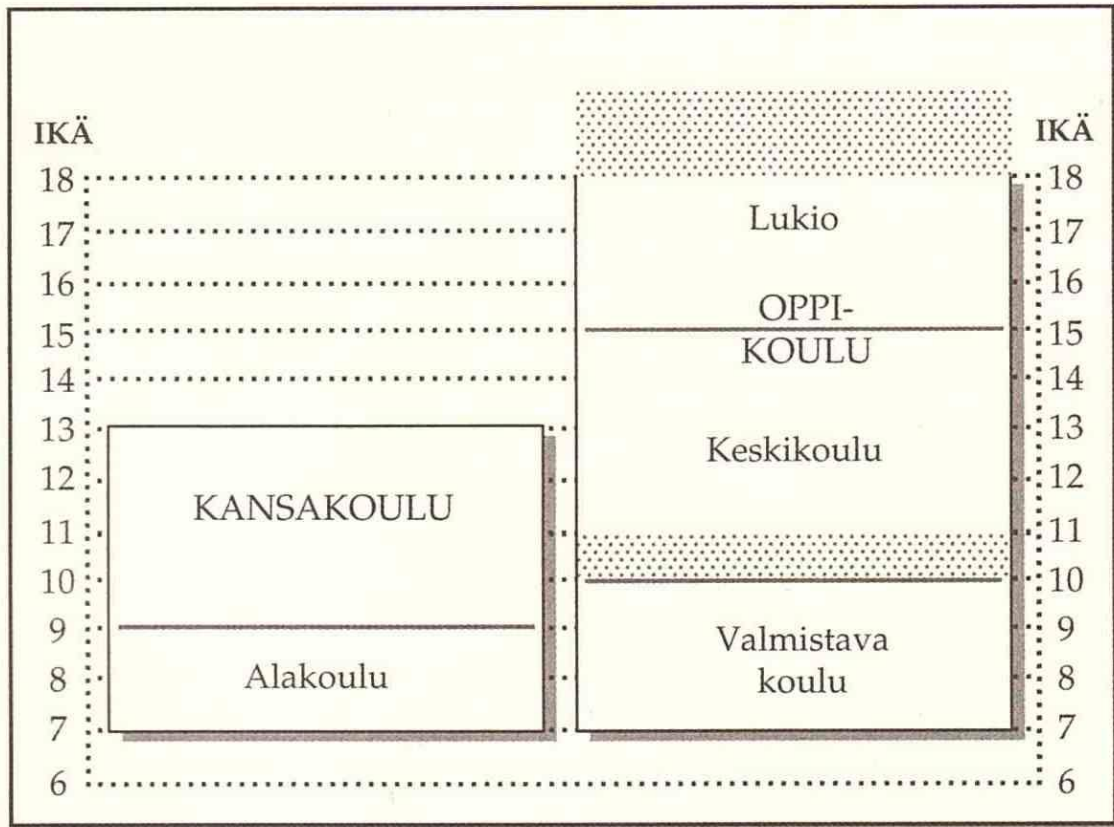 IKÄ
18
17
16
15
14
13
12
11
10
9
8
7
6
KANSAKOULU
Alakoulu
Lukio
OPPI-
KOULU
Keskikoulu
Valmistava
koulu
IKÄ
18
17
16
15
14
13
12
11
10
9
8
7
6